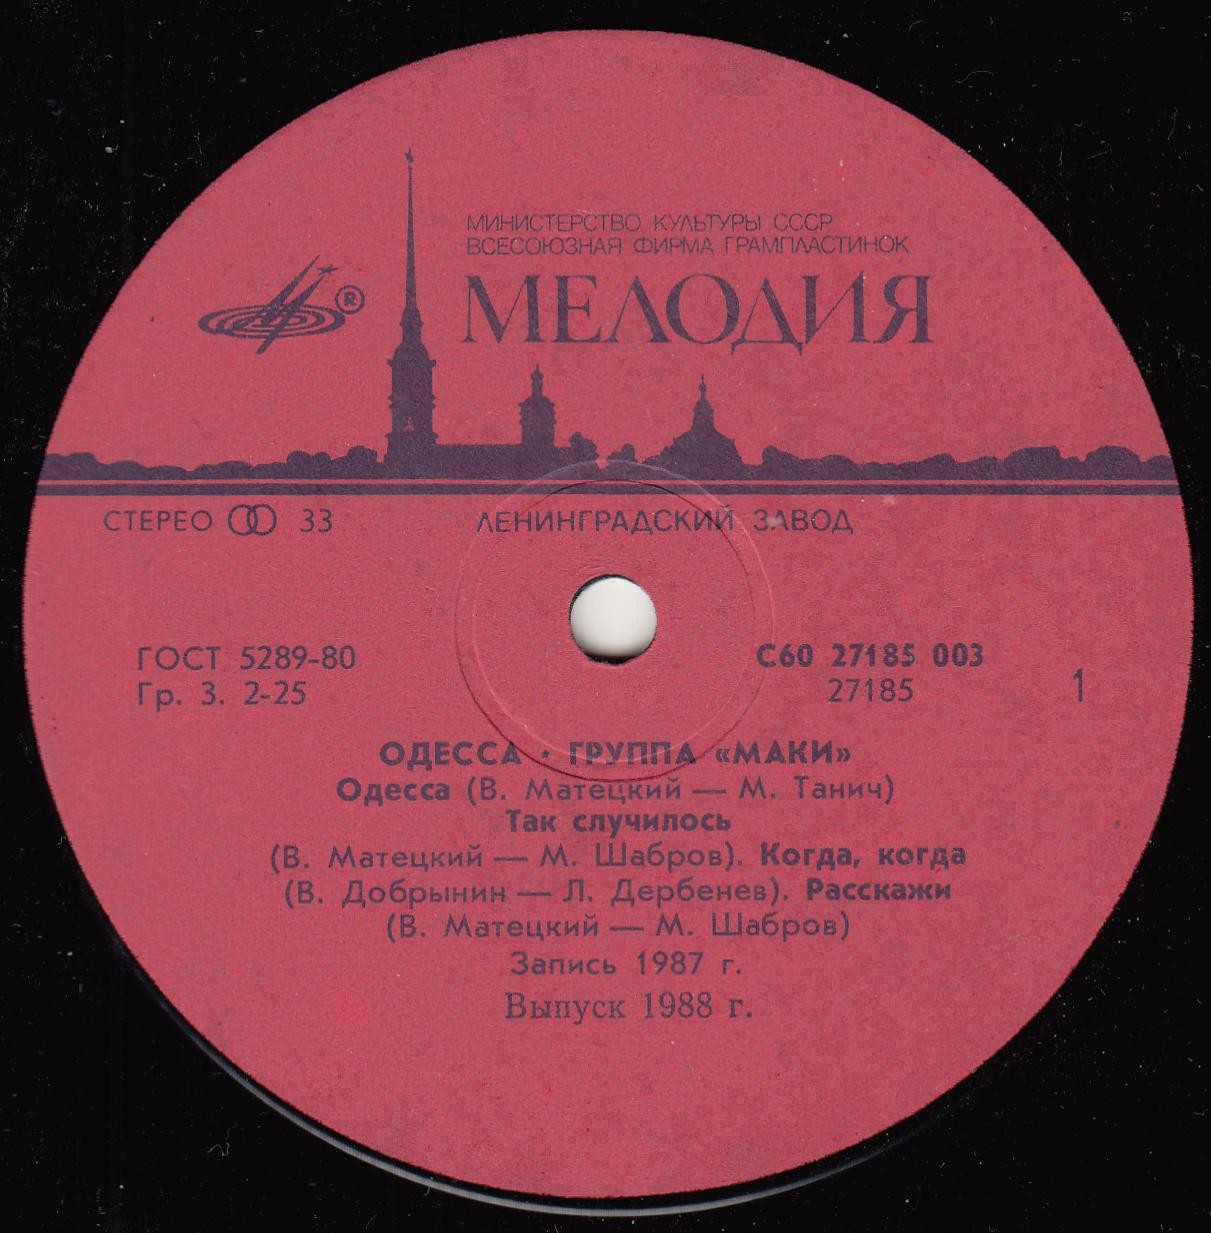 МИНИСТЕРСТВО КУЛЬТУРЫ СССР
ВСЕСОЮЗНАЯ ФИРМА ГРАМПЛАСТИНОК
® МЕЛОДИЯ
СТЕРЕО 33 ЛЕНИНГРАДСКИЙ ЗАВОД
ГОСТ 5289-80 С60 27185 003
Гр. 3. 2-25 27185 1
ОДЕССА · ГРУППА «МАКИ»
Одесса (В. Матецкий — М. Танич)
Так случилось
(В. Матецкий — М. Шабров). Когда, когда
(В. Добрынин — Л. Дербенев). Расскажи
(В. Матецкий — М. Шабров)
Запись 1987 г.
Выпуск 1988 г.